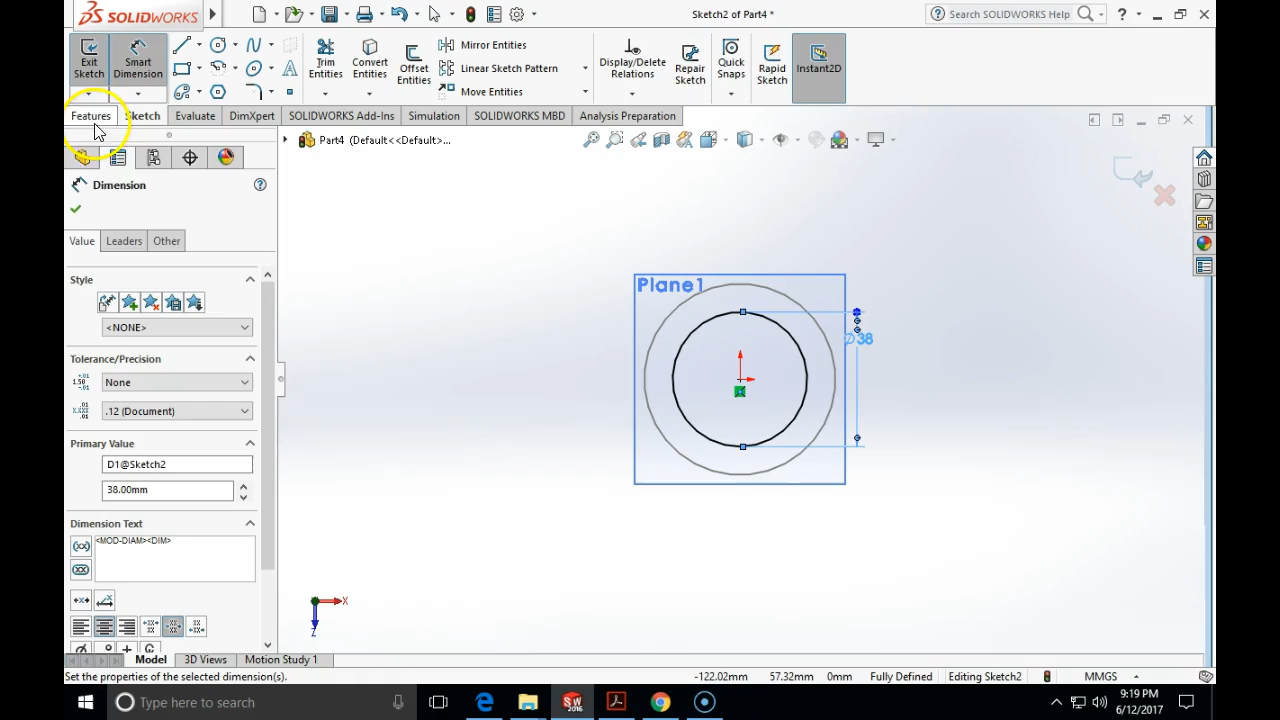 SOLIDWORKS
Sketch2 of Part4 *
Search SOLIDWORKS Help
?
Exit Sketch
Smart Dimension
Trim Entities
Convert Entities
Offset Entities
Mirror Entities
Linear Sketch Pattern
Move Entities
Display/Delete Relations
Repair Sketch
Quick Snaps
Rapid Sketch
Instant2D
Features
Sketch
Evaluate
DimXpert
SOLIDWORKS Add-Ins
Simulation
SOLIDWORKS MBD
Analysis Preparation
Part4 (Default<<Default>...
Dimension
?
Value
Leaders
Other
Style
<NONE>
Tolerance/Precision
None
.12 (Document)
Primary Value
D1@Sketch2
38.00mm
Dimension Text
<MOD-DIAM><DIM>
Plane1
∅38
X
Z
Model
3D Views
Motion Study 1
Set the properties of the selected dimension(s).
-122.02mm
57.32mm
0mm
Fully Defined
Editing Sketch2
MMGS
Type here to search
SW
2016
9:19 PM
6/12/2017